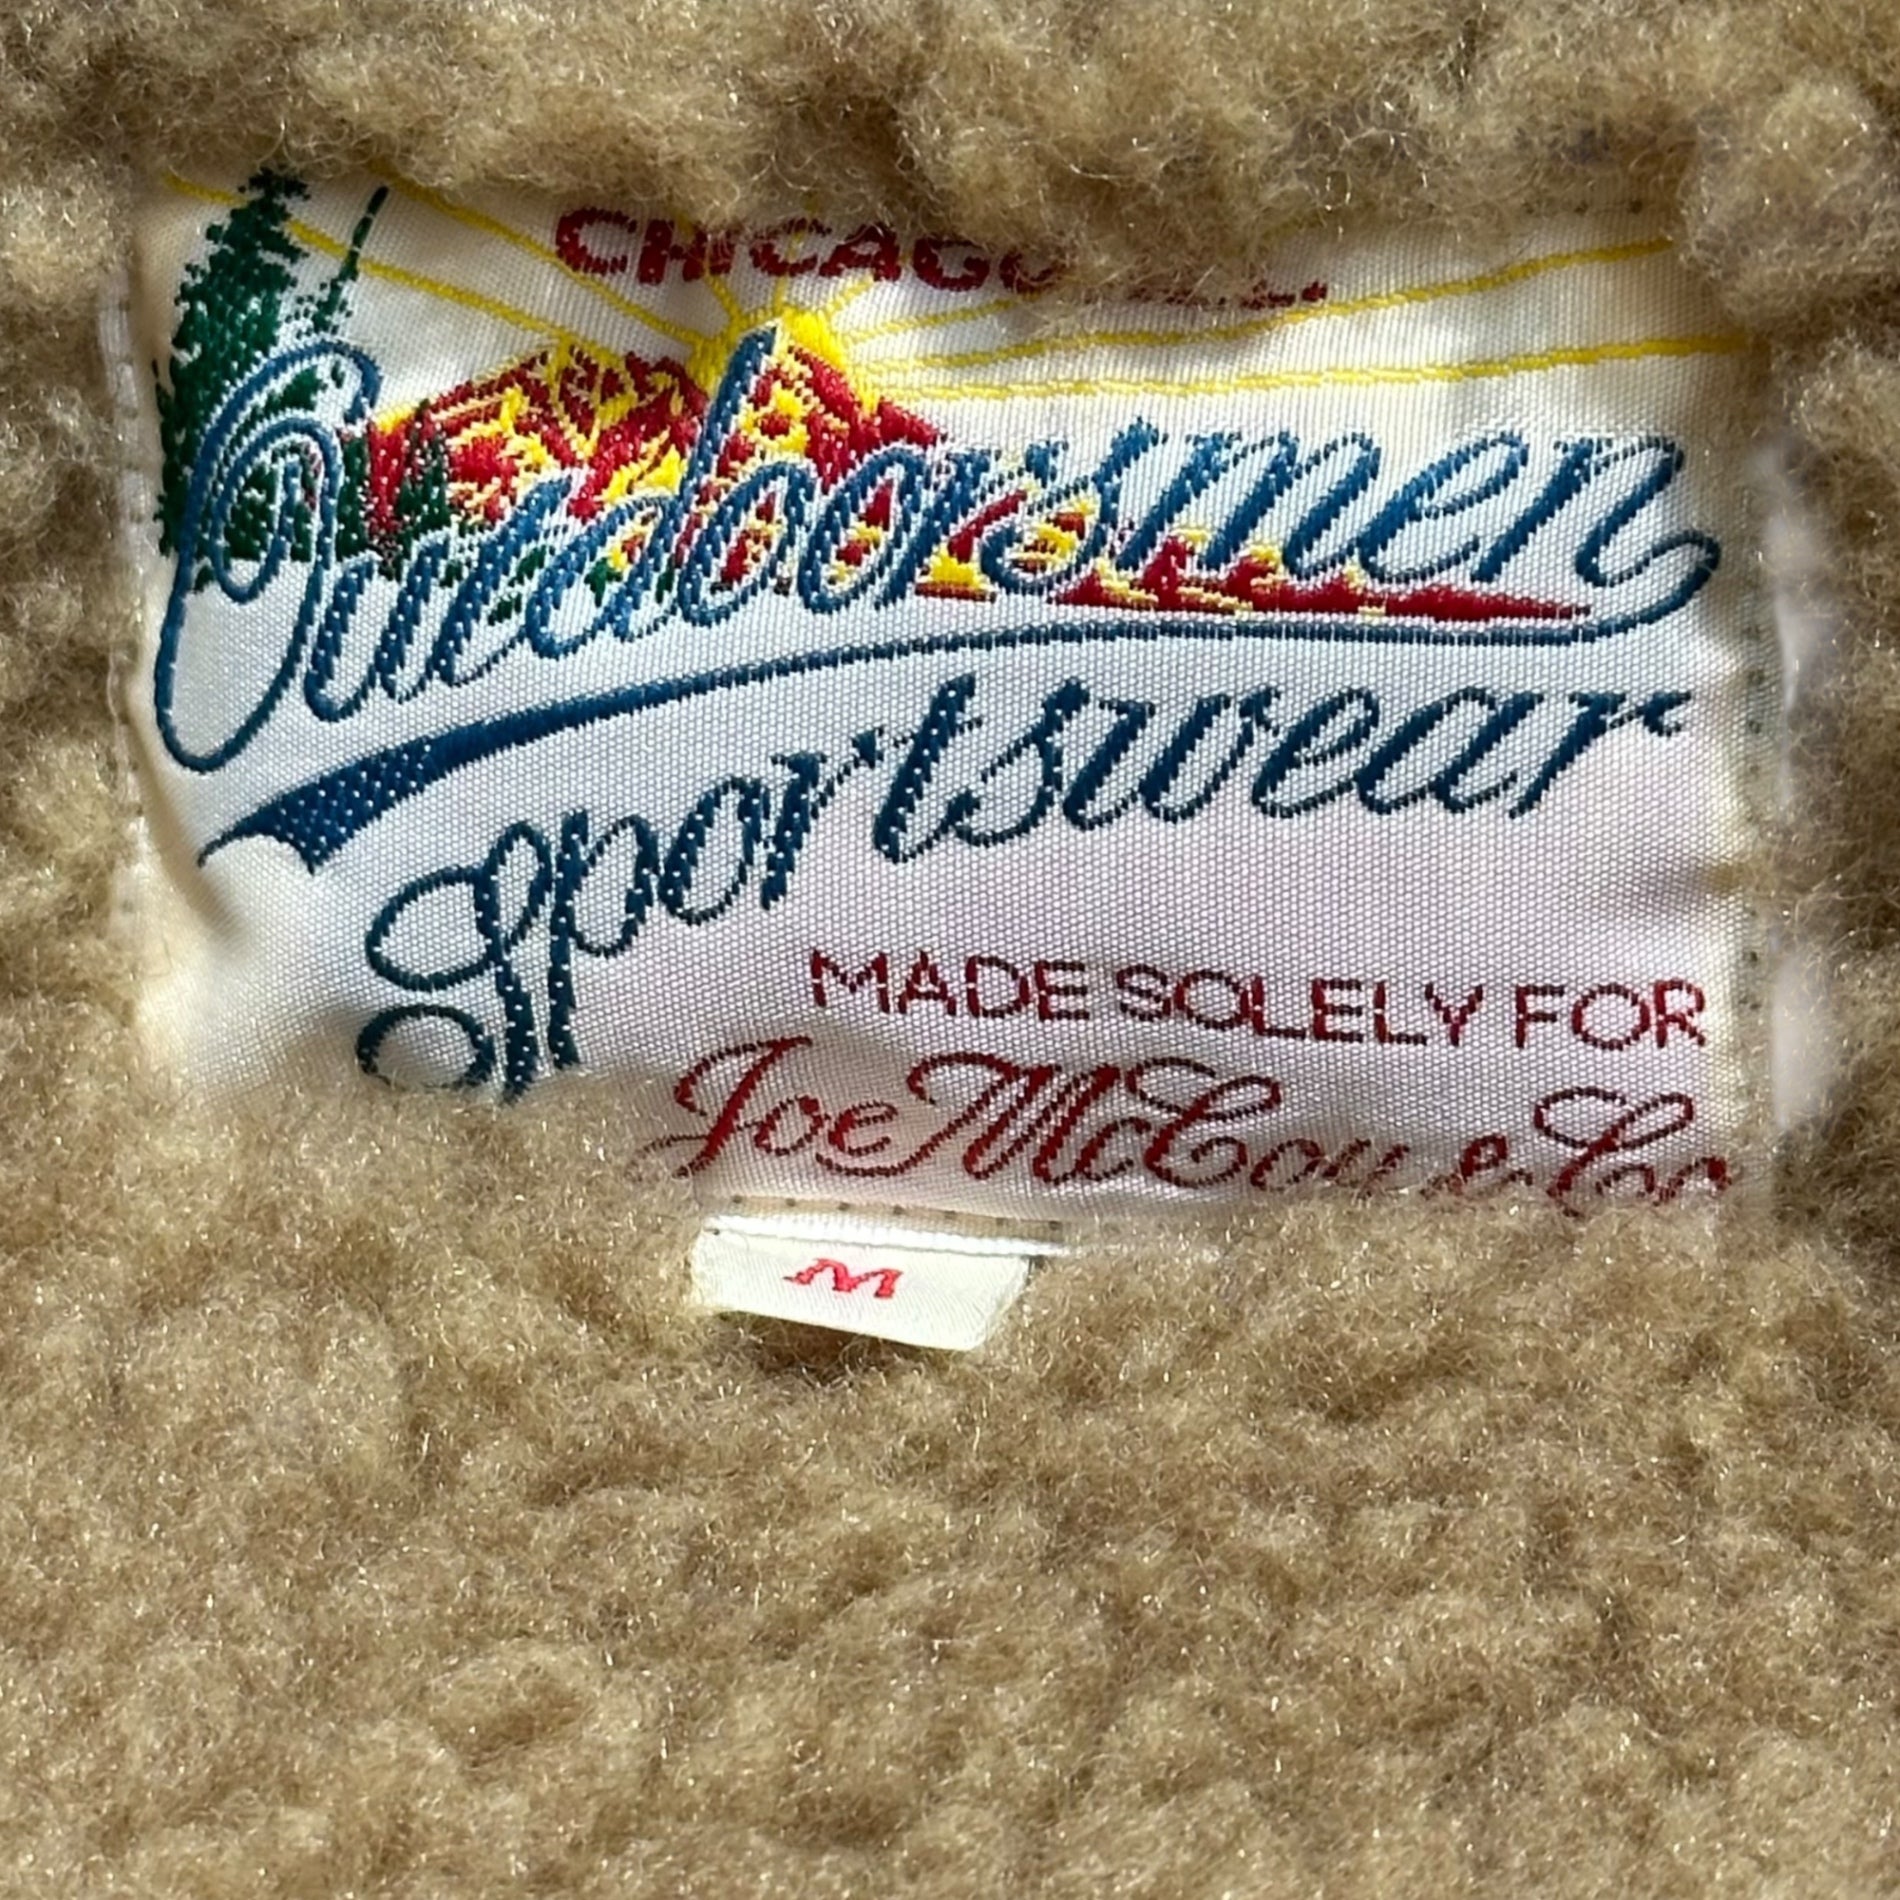 CHICAGO ILL.
Outdoorsmen
Sportswear
MADE SOLELY FOR
Joe McCoy & Co
M